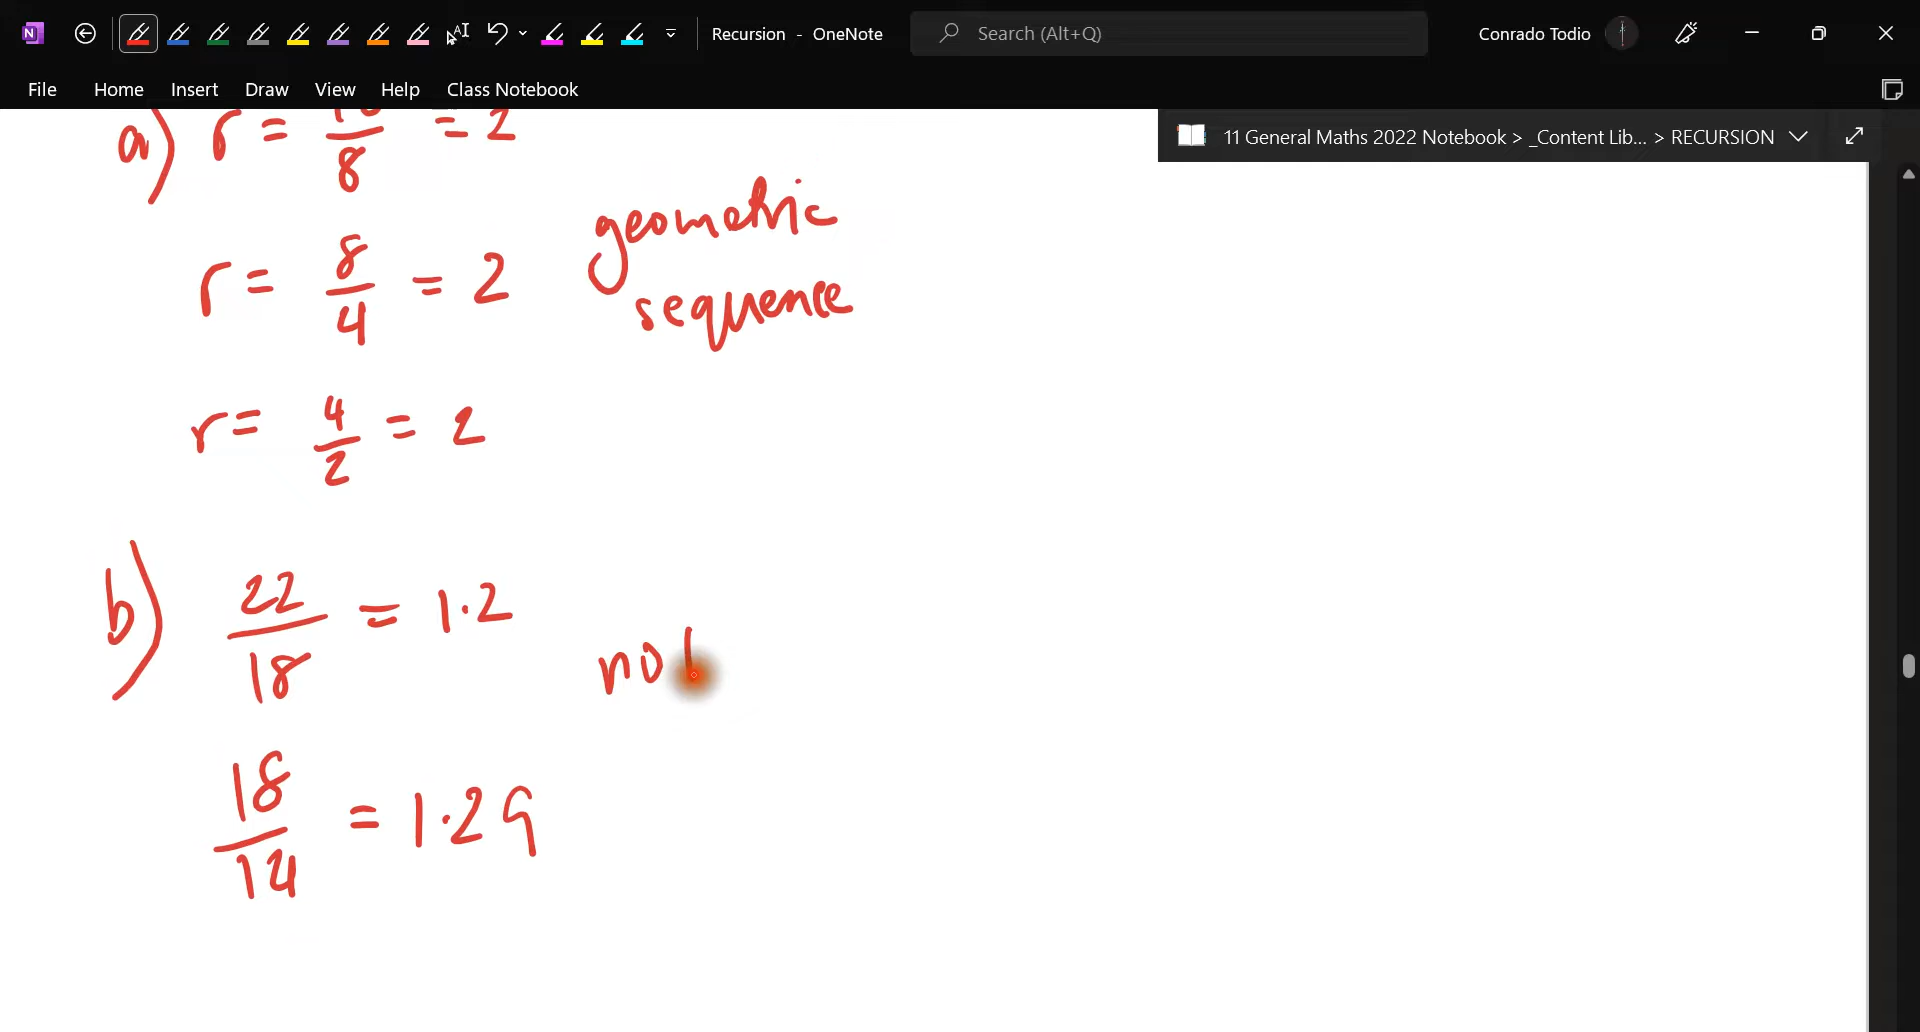 Recursion - OneNote
Search (Alt+Q)
Conrado Todio
File Home Insert Draw View Help Class Notebook
11 General Maths 2022 Notebook > _Content Lib... > RECURSION
a) r = 16/8 = 2
r = 8/4 = 2
geometric
sequence
r = 4/2 = 2
b) 22/18 = 1.2
not
18/14 = 1.29